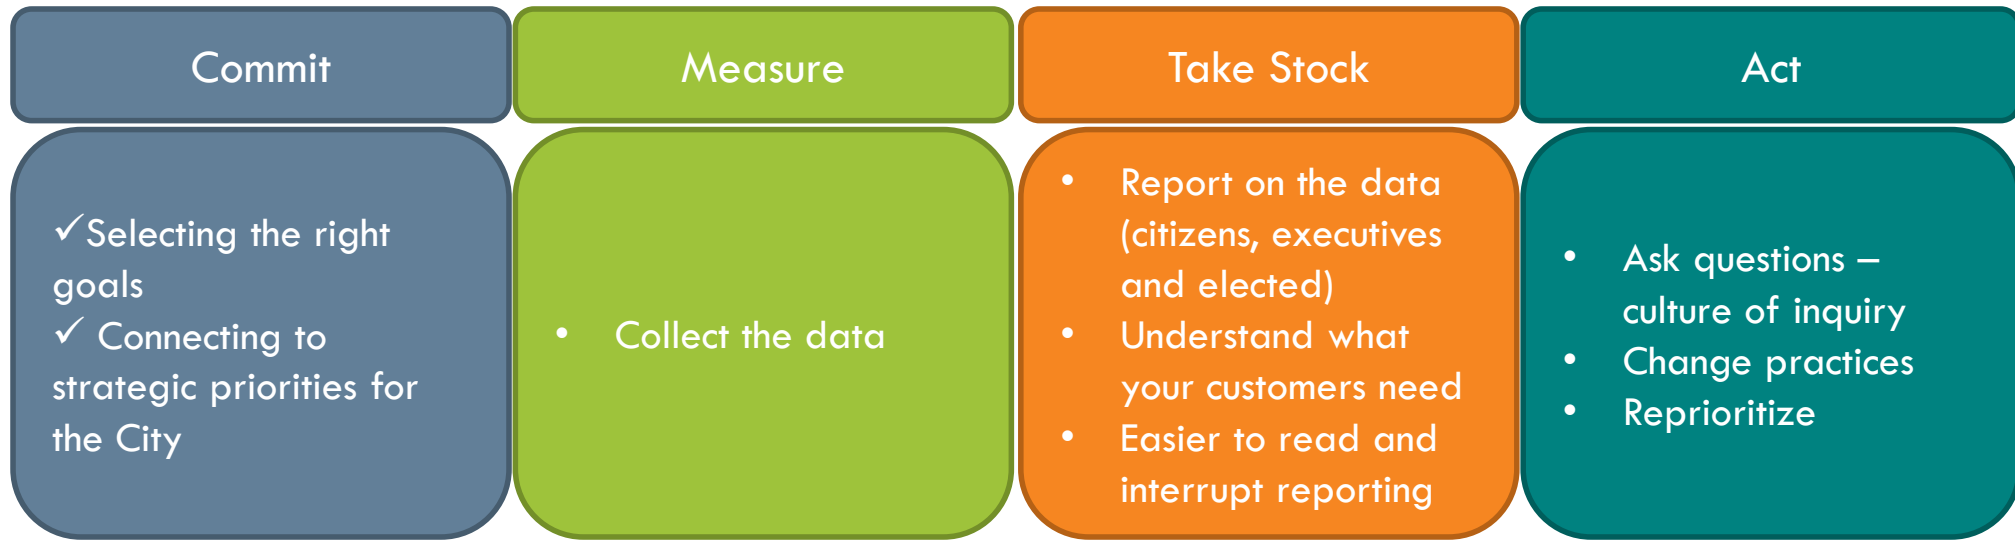 Commit
✓Selecting the right
goals
✓ Connecting to
strategic priorities for
the City
Measure
• Collect the data
Take Stock
• Report on the data
(citizens, executives
and elected)
• Understand what
your customers need
• Easier to read and
interrupt reporting
Act
• Ask questions –
culture of inquiry
• Change practices
• Reprioritize